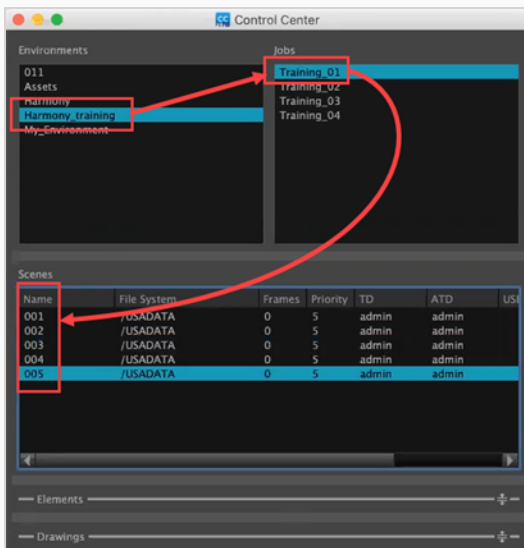 Control Center
Environments
Jobs
011
Assets
Harmony
Harmony_training
My_Environment
Training_01
Training_02
Training_03
Training_04
Scenes
Name File System Frames Priority TD ATD
001 /USADATA 0 5 admin admin
002 /USADATA 0 5 admin admin
003 /USADATA 0 5 admin admin
004 /USADATA 0 5 admin admin
005 /USADATA 0 5 admin admin
Elements
Drawings